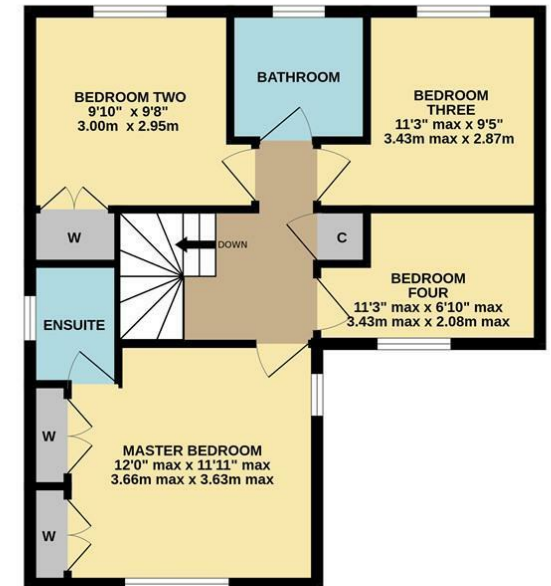 BEDROOM TWO
9'10" x 9'8"
3.00m x 2.95m
BATHROOM
BEDROOM
THREE
11'3" max x 9'5"
3.43m max x 2.87m
W
DOWN
C
ENSUITE
BEDROOM
FOUR
11'3" max x 6'10" max
3.43m max x 2.08m max
W
MASTER BEDROOM
12'0" max x 11'11" max
3.66m max x 3.63m max
W